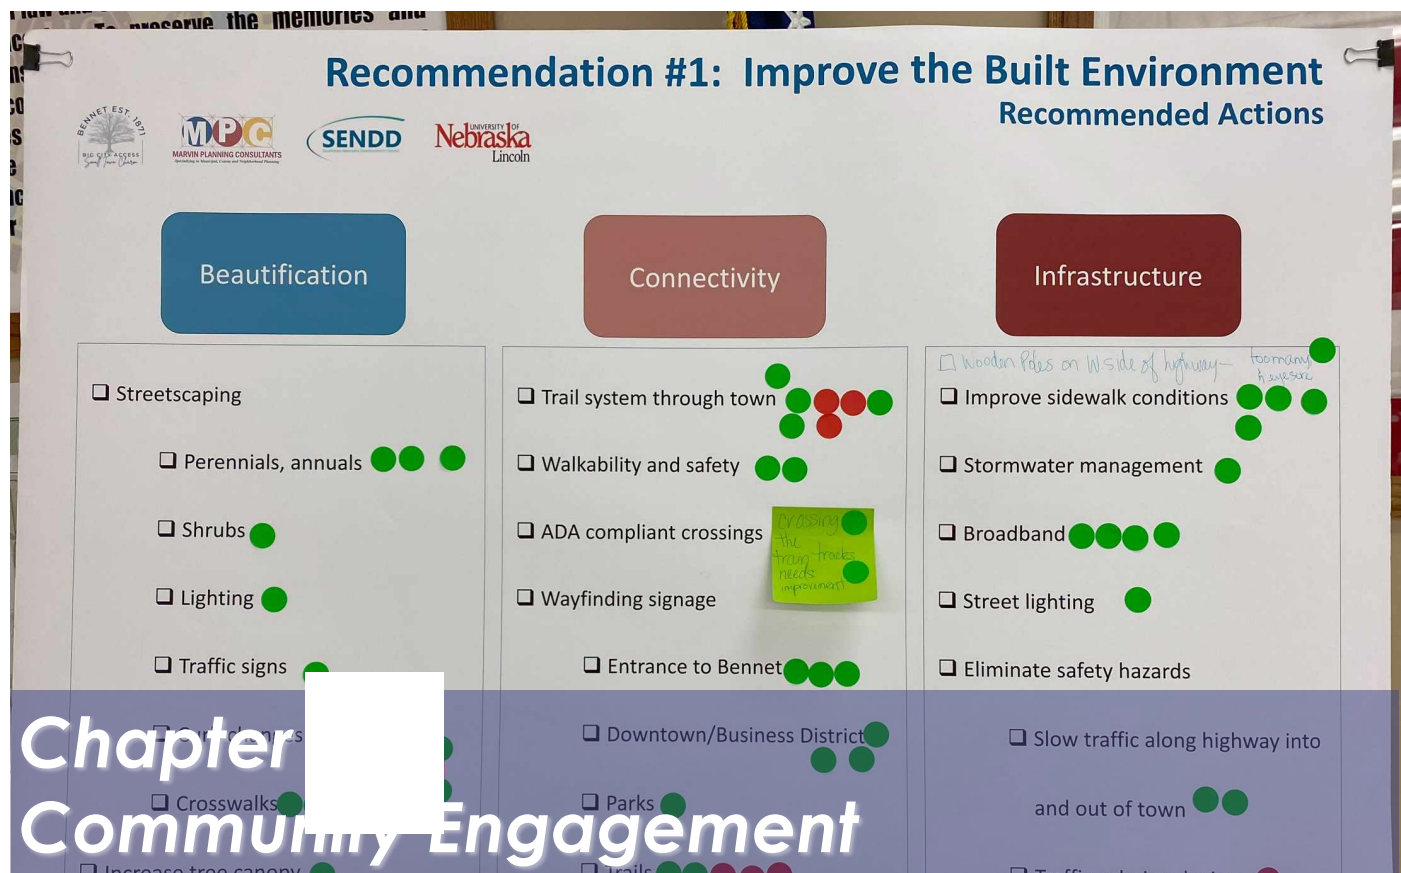 To preserve the memories and
Recommendation #1: Improve the Built Environment
Recommended Actions
BENNET EST. 1871
BIG CITY ACCESS
Small Town Charm
MPC
MARVIN PLANNING CONSULTANTS
SENDD
UNIVERSITY OF
Nebraska
Lincoln
Beautification
Streetscaping
Perennials, annuals
Shrubs
Lighting
Traffic signs
Crosswalks
Increase tree canopy
Connectivity
Trail system through town
Walkability and safety
ADA compliant crossings
crossing
the
train tracks
needs
improvement
Wayfinding signage
Entrance to Bennet
Downtown/Business District
Parks
Trails
Infrastructure
Wooden Poles on W. side of highway - too many
& eyesore
Improve sidewalk conditions
Stormwater management
Broadband
Street lighting
Eliminate safety hazards
Slow traffic along highway into
and out of town
Chapter
Community Engagement